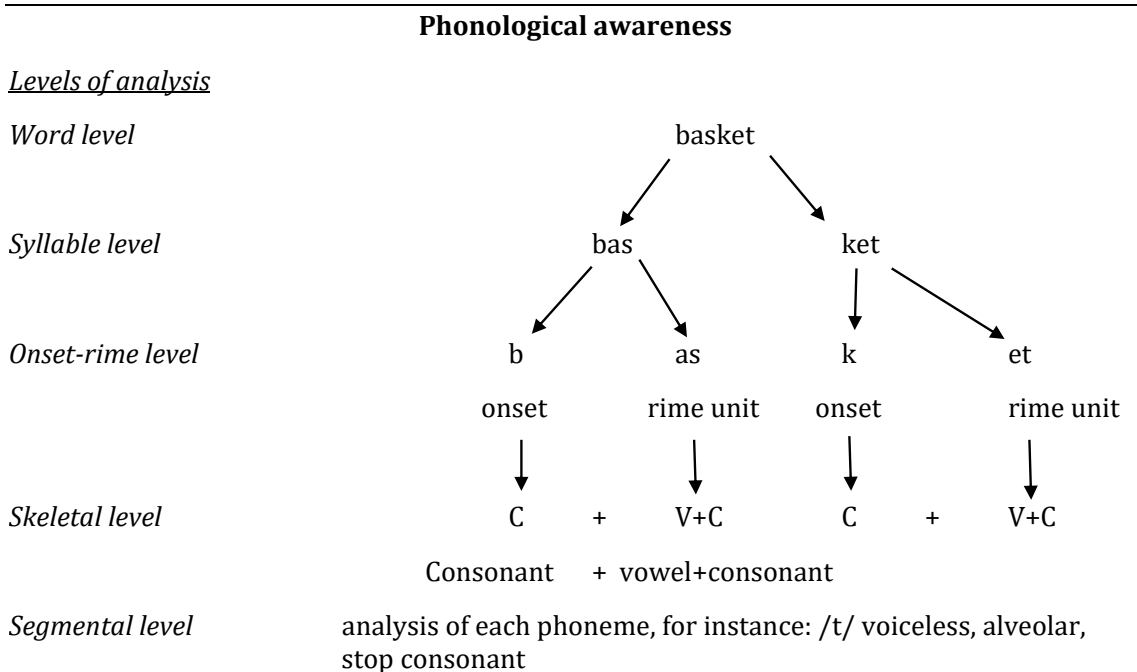 Phonological awareness
Levels of analysis
Word level basket
Syllable level bas ket
Onset-rime level b as k et
onset rime unit onset rime unit
Skeletal level C + V+C C + V+C
Consonant + vowel+consonant
Segmental level analysis of each phoneme, for instance: /t/ voiceless, alveolar,
stop consonant